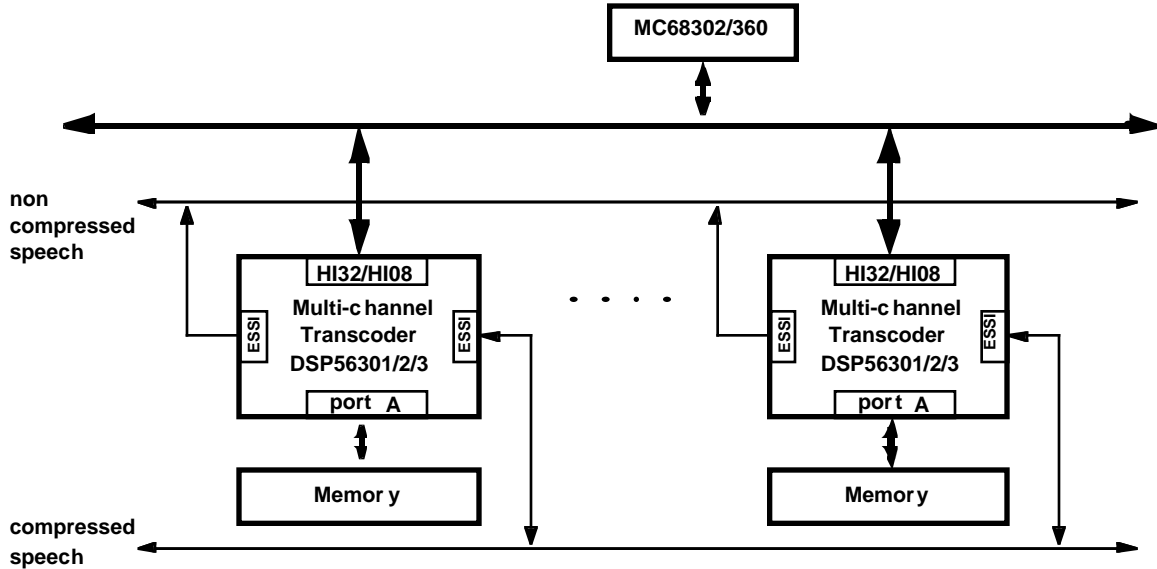 MC68302/360
non
compressed
speech
HI32/HI08
Multi-c hannel
Transcoder
DSP56301/2/3
ESSI
ESSI
port A
Memor y
. . . .
HI32/HI08
Multi-c hannel
Transcoder
DSP56301/2/3
ESSI
ESSI
por t A
Memor y
compressed
speech